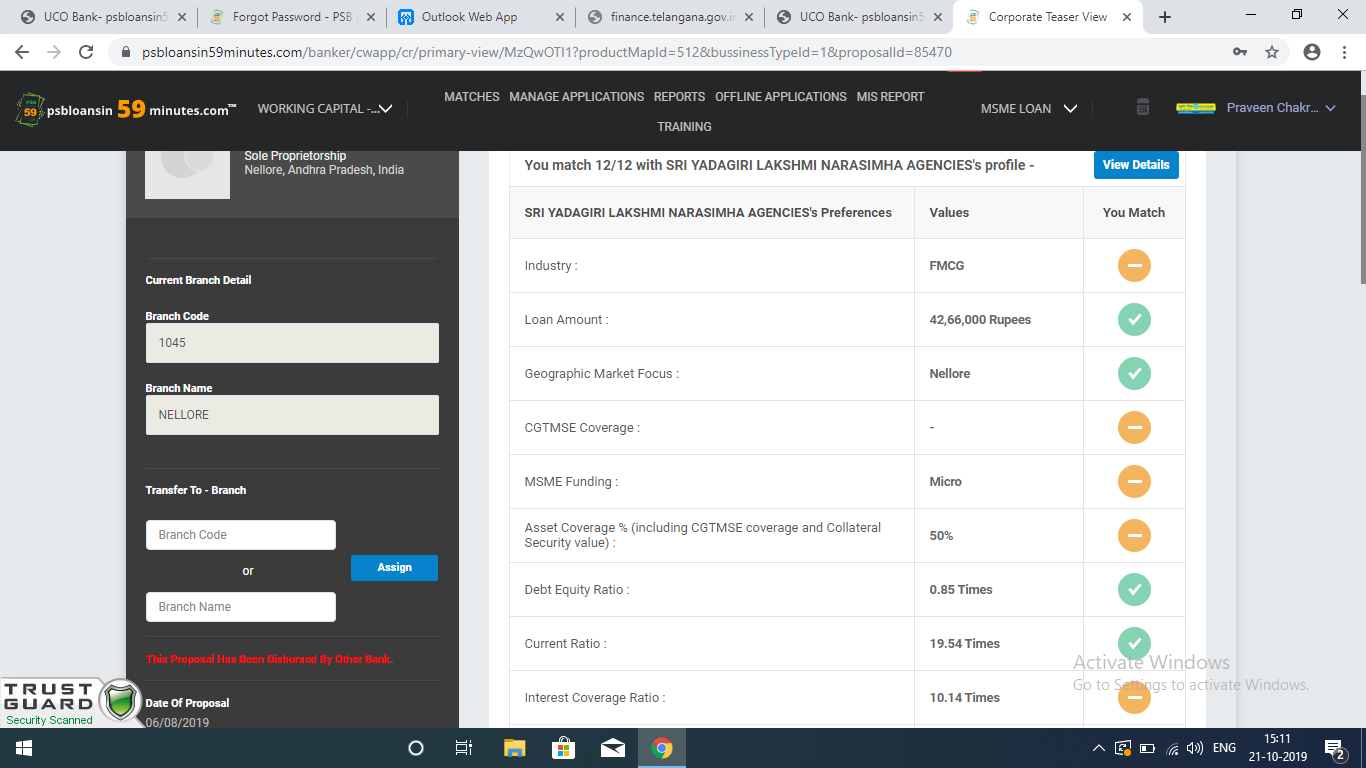 UCO Bank- psbloansin5
Forgot Password - PSB
Outlook Web App
finance.telangana.gov.i
UCO Bank- psbloansin5
Corporate Teaser View
psbloansin59minutes.com/banker/cwapp/cr/primary-view/MzQwOTI1?productMapId=512&bussinessTypeId=1&proposalId=85470
psbloansin 59 minutes.com™
WORKING CAPITAL -...
MATCHES MANAGE APPLICATIONS REPORTS OFFLINE APPLICATIONS MIS REPORT
TRAINING
MSME LOAN
Praveen Chakr...
Sole Proprietorship
Nellore, Andhra Pradesh, India
Current Branch Detail
Branch Code
1045
Branch Name
NELLORE
Transfer To - Branch
Branch Code
or
Assign
Branch Name
This Proposal Has Been Disbursed By Other Bank.
Date Of Proposal
06/08/2019
TRUST
GUARD
Security Scanned
You match 12/12 with SRI YADAGIRI LAKSHMI NARASIMHA AGENCIES's profile -
View Details
SRI YADAGIRI LAKSHMI NARASIMHA AGENCIES's Preferences Values You Match
Industry : FMCG
Loan Amount : 42,66,000 Rupees
Geographic Market Focus : Nellore
CGTMSE Coverage : -
MSME Funding : Micro
Asset Coverage % (including CGTMSE coverage and Collateral
Security value) : 50%
Debt Equity Ratio : 0.85 Times
Current Ratio : 19.54 Times
Interest Coverage Ratio : 10.14 Times
Activate Windows
Go to Settings to activate Windows.
ENG
15:11
21-10-2019
2